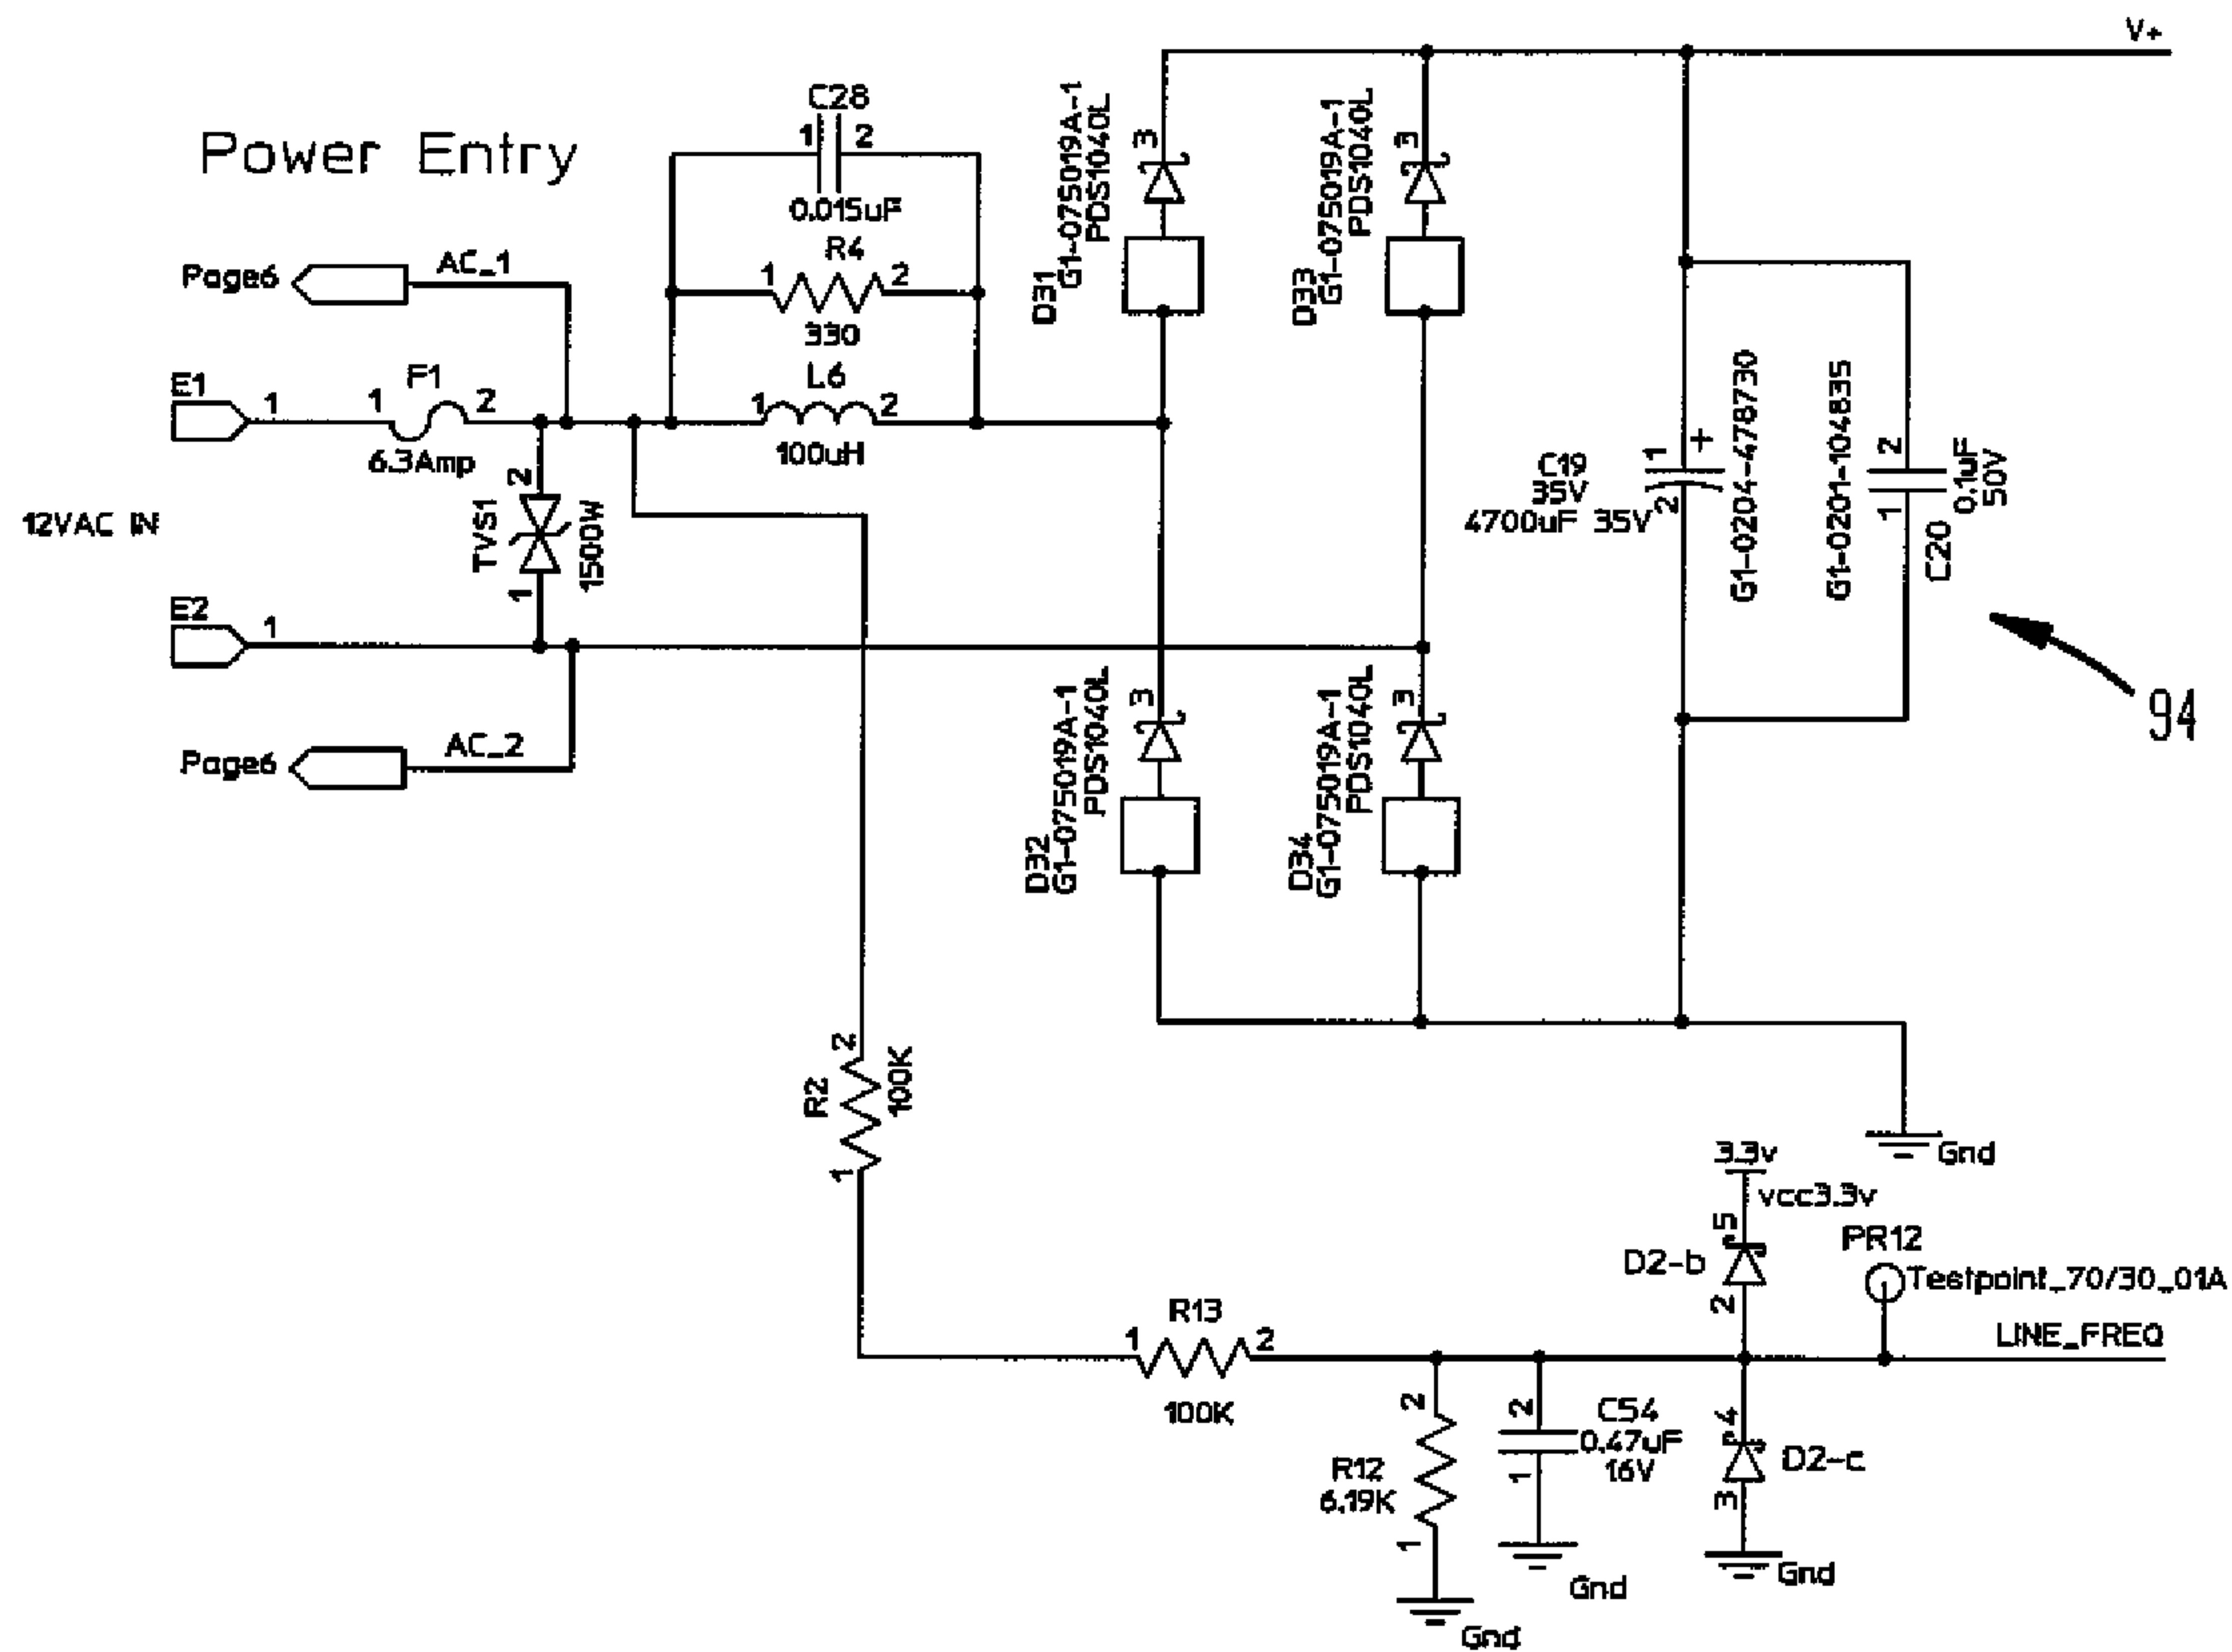 V+
Power Entry
C28
1 2
0.015uF
R4
1 2
330
L6
1 2
100uH
Page6
AC_1
E1
1
F1
1 2
6.3Amp
12VAC IN
TVS1
2
1
1500W
E2
1
Page6
AC_2
D31
G1-075019A-1
PDS1040L
3
D33
G1-075019A-1
PDS1040L
3
D32
G1-075019A-1
PDS1040L
3
D34
G1-075019A-1
PDS1040L
3
C19
35V
4700uF 35V
1
+
2
G1-0204-478730
G1-0201-104835
2
1
0.1uF
50V
C20
94
Gnd
R2
2
1
100K
R13
1 2
100K
3.3v
vcc3.3v
5
D2-b
2
PR12
Testpoint_70/30_01A
LINE_FREQ
2
R12
6.19K
1
Gnd
2
C54
0.47uF
16V
1
Gnd
4
D2-c
3
Gnd